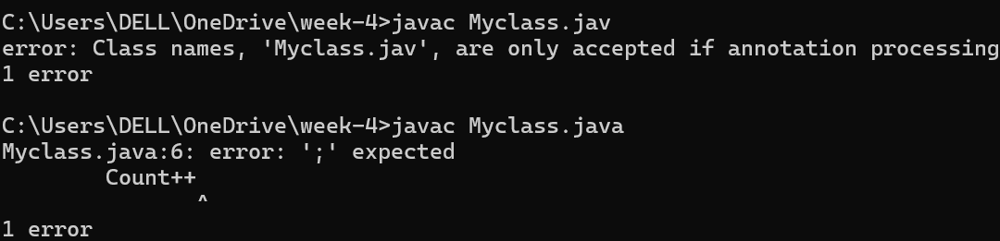 C:\Users\DELL\OneDrive\week-4>javac Myclass.jav
error: Class names, 'Myclass.jav', are only accepted if annotation processing
1 error
C:\Users\DELL\OneDrive\week-4>javac Myclass.java
Myclass.java:6: error: ';' expected
        Count++
               ^
1 error